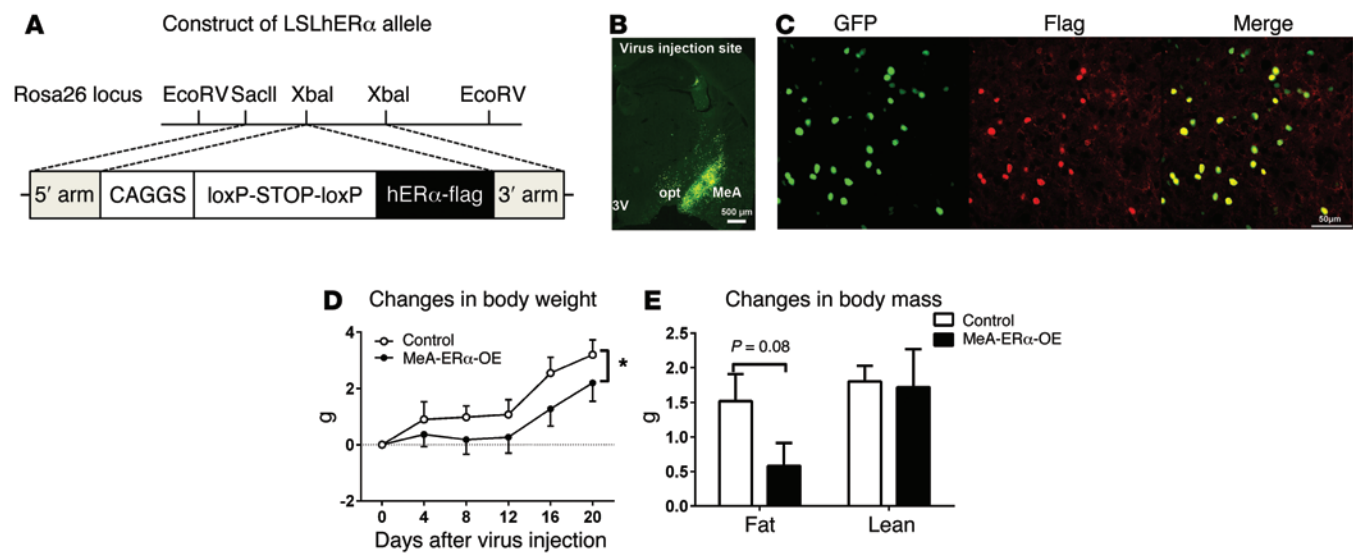 A Construct of LSLhERα allele
Rosa26 locus EcoRV SacII XbaI XbaI EcoRV
5′ arm CAGGS loxP-STOP-loxP hERα-flag 3′ arm
B
Virus injection site
opt MeA
3V
500 µm
C GFP Flag Merge
50µm
D Changes in body weight
Control
MeA-ERα-OE
*
g
4
2
0
-2
0 4 8 12 16 20
Days after virus injection
E Changes in body mass
Control
MeA-ERα-OE
P = 0.08
g
2.5
2.0
1.5
1.0
0.5
0.0
Fat Lean